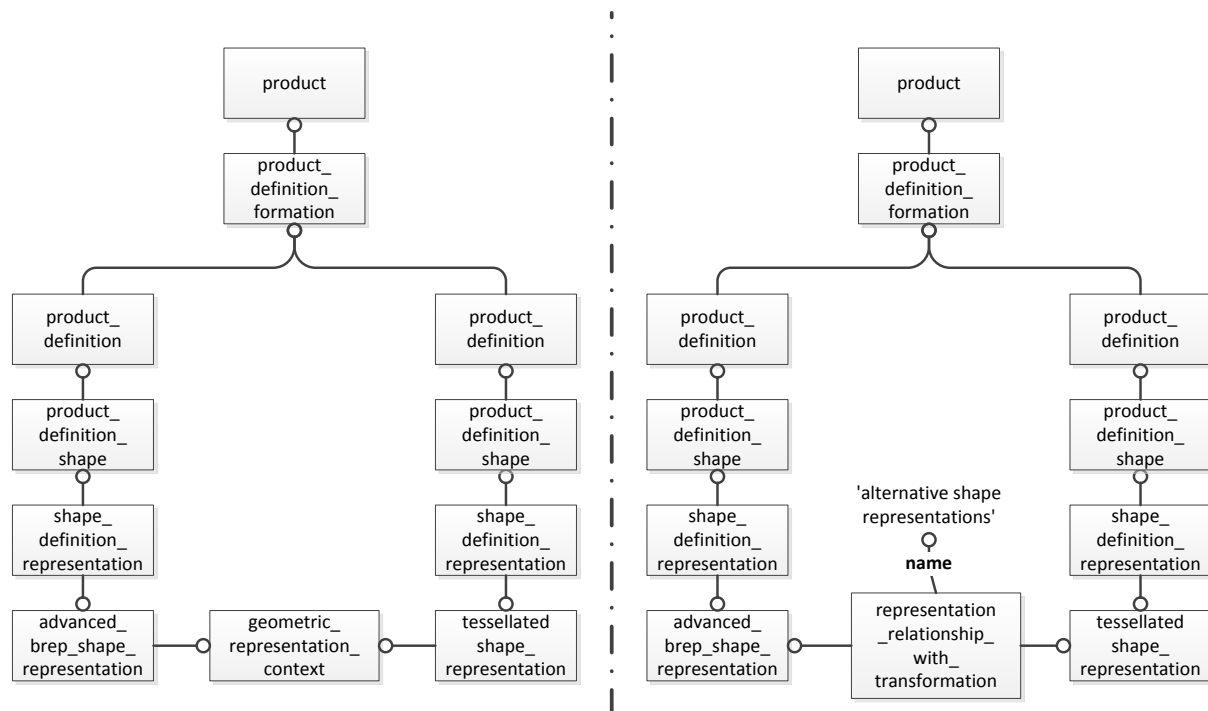 product
product_
definition_
formation
product_
definition
product_
definition
product_
definition_
shape
product_
definition_
shape
shape_
definition_
representation
shape_
definition_
representation
advanced_
brep_shape_
representation
geometric_
representation_
context
tessellated
shape_
representation
product
product_
definition_
formation
product_
definition
product_
definition
product_
definition_
shape
product_
definition_
shape
'alternative shape
representations'
name
shape_
definition_
representation
shape_
definition_
representation
advanced_
brep_shape_
representation
representation
_relationship_
with_
transformation
tessellated
shape_
representation